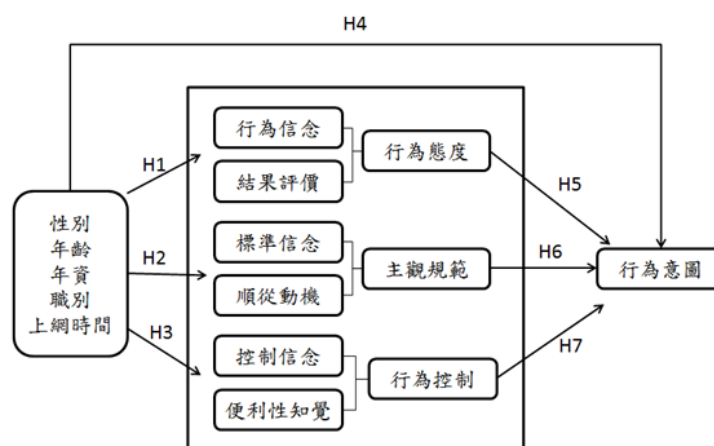 H4
行為信念
行為態度
H1
結果評價
H5
性別
年齡
年資
職別
上網時間
H2
標準信念
主觀規範
H6
行為意圖
順從動機
H3
控制信念
行為控制
H7
便利性知覺